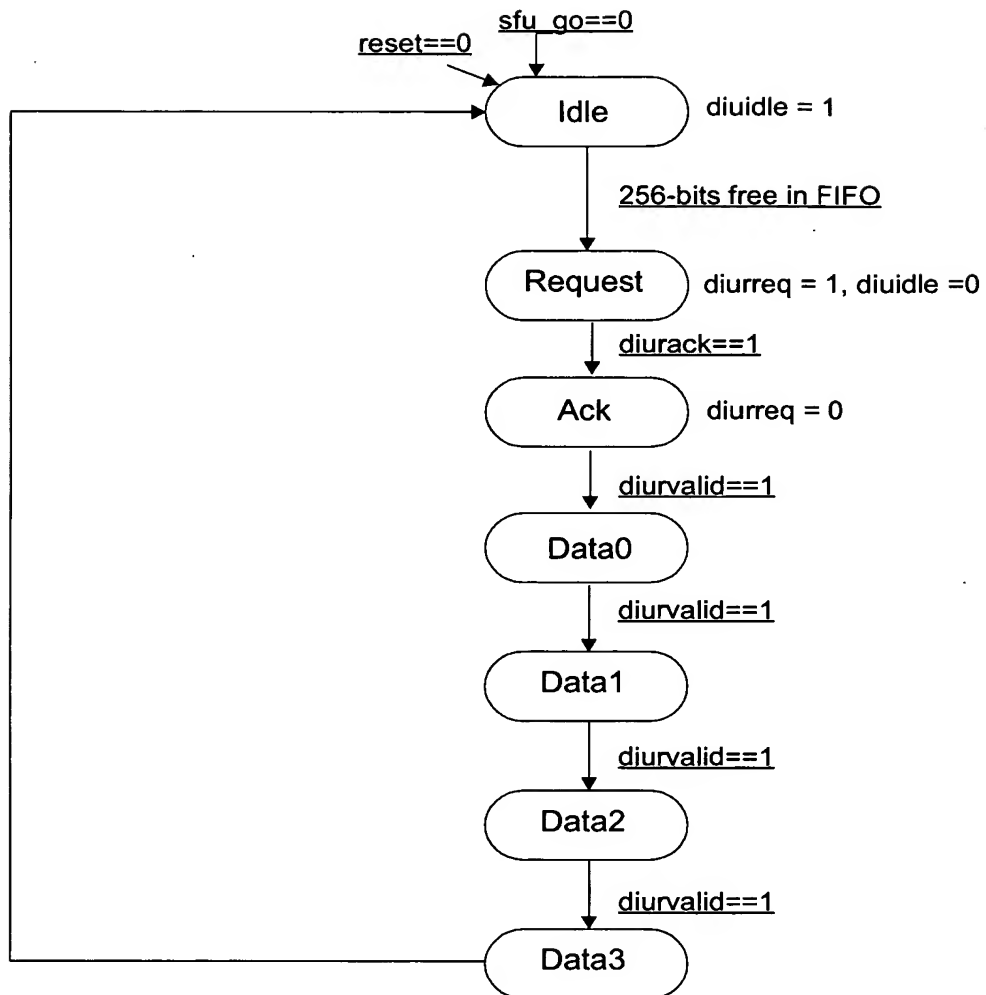 sfu_go==0
reset==0
Idle
diuidle = 1
256-bits free in FIFO
Request
diurreq = 1, diuidle =0
diurack==1
Ack
diurreq = 0
diurvalid==1
Data0
diurvalid==1
Data1
diurvalid==1
Data2
diurvalid==1
Data3